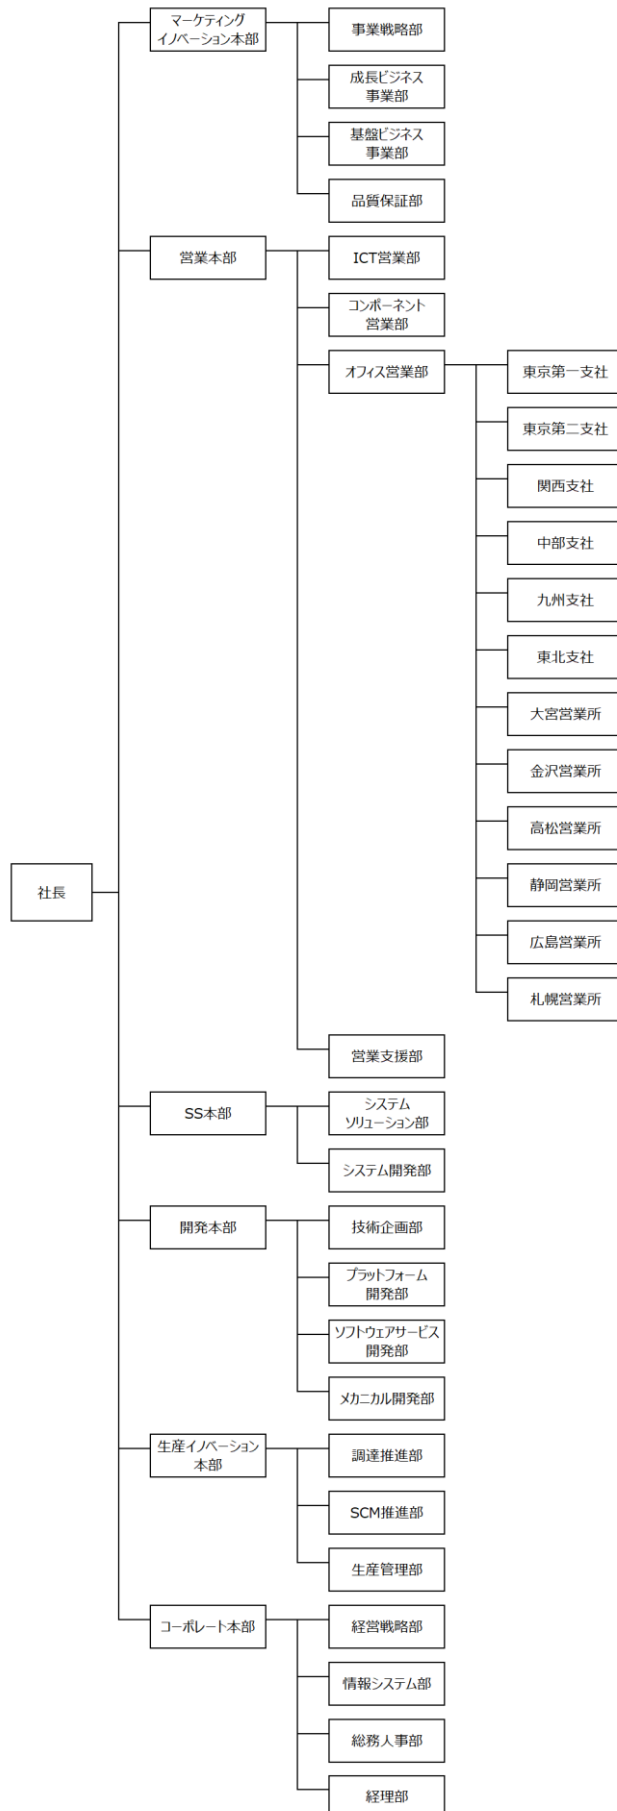 マーケティング
イノベーション本部
事業戦略部
成長ビジネス
事業部
基盤ビジネス
事業部
品質保証部
営業本部
ICT営業部
コンポーネント
営業部
オフィス営業部
東京第一支社
東京第二支社
関西支社
中部支社
九州支社
東北支社
大宮営業所
金沢営業所
高松営業所
静岡営業所
広島営業所
札幌営業所
社長
営業支援部
SS本部
システム
ソリューション部
システム開発部
開発本部
技術企画部
プラットフォーム
開発部
ソフトウェアサービス
開発部
メカニカル開発部
生産イノベーション
本部
調達推進部
SCM推進部
生産管理部
コーポレート本部
経営戦略部
情報システム部
総務人事部
経理部